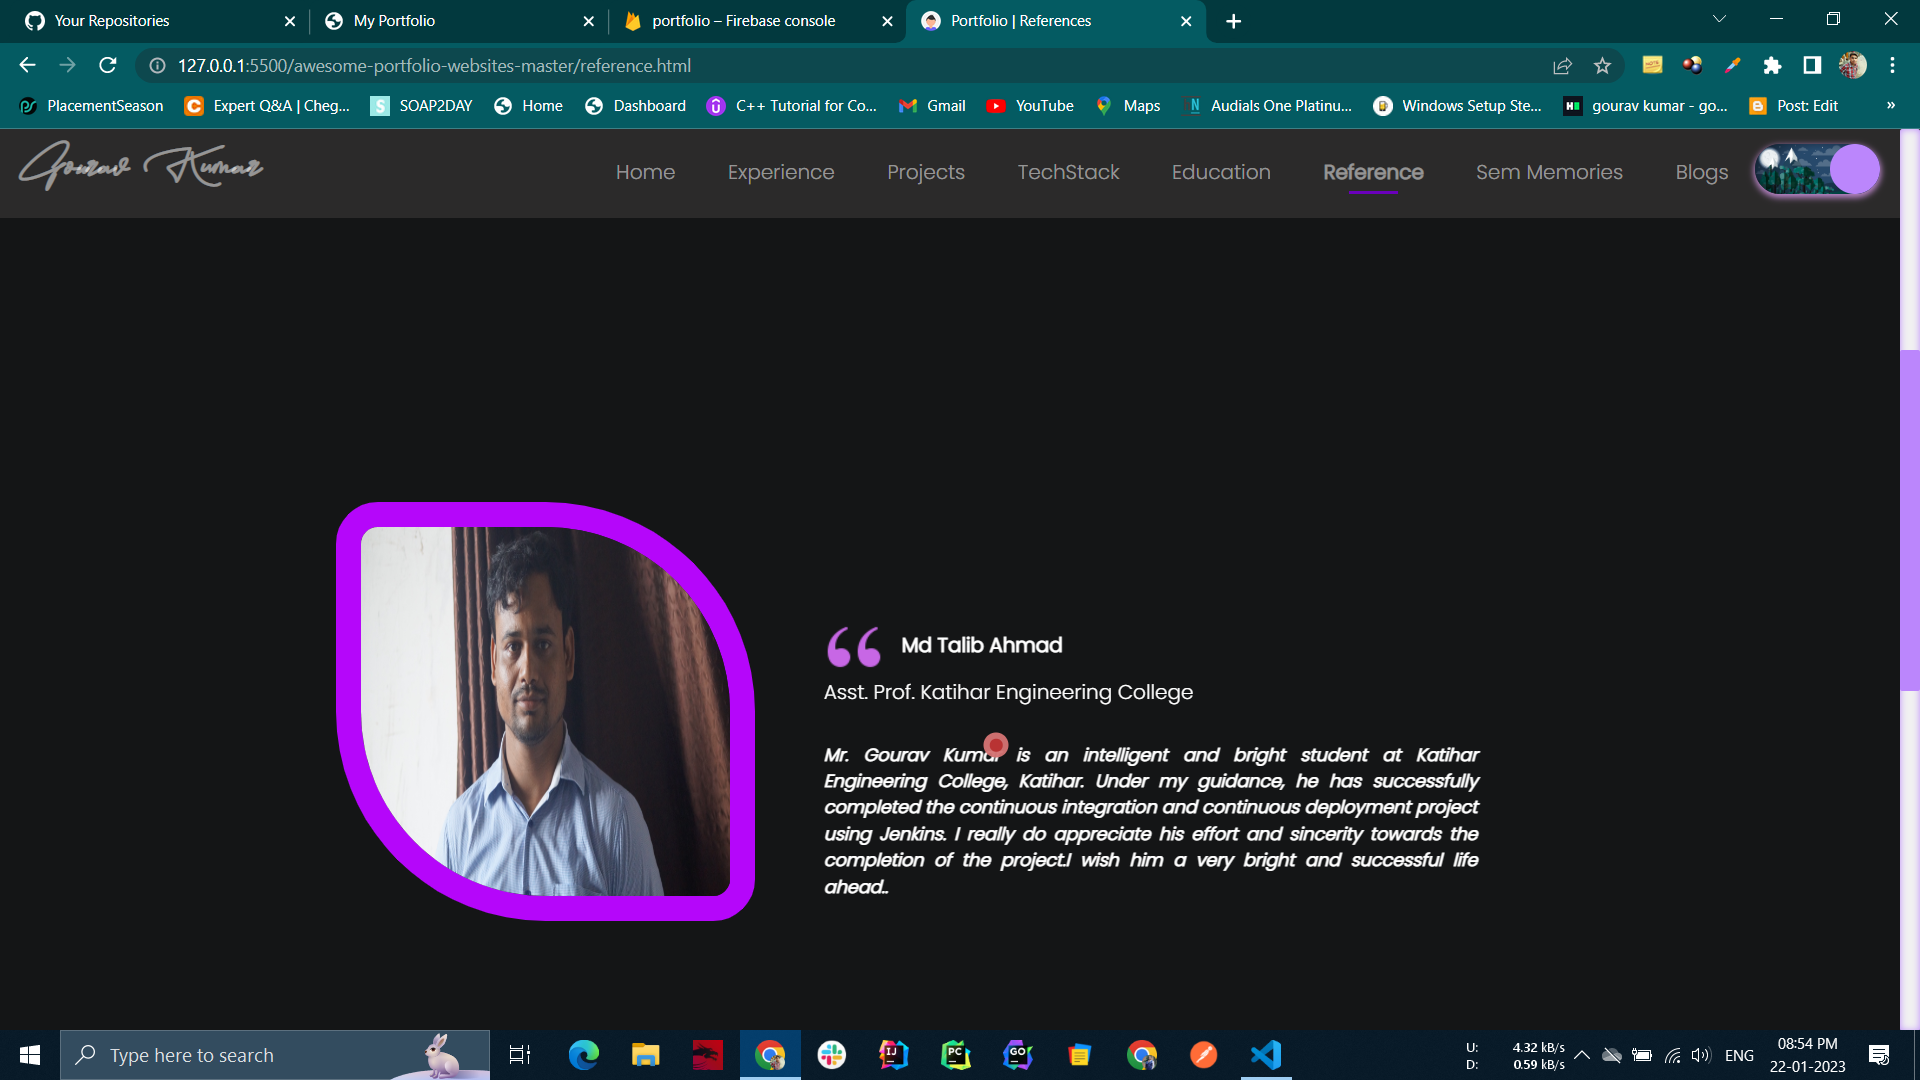 Your Repositories
My Portfolio
portfolio – Firebase console
Portfolio | References
127.0.0.1:5500/awesome-portfolio-websites-master/reference.html
PlacementSeason
Expert Q&A | Cheg...
SOAP2DAY
Home
Dashboard
C++ Tutorial for Co...
Gmail
YouTube
Maps
Audials One Platinu...
Windows Setup Ste...
gourav kumar - go...
Post: Edit
»
Gourav Kumar
Home
Experience
Projects
TechStack
Education
Reference
Sem Memories
Blogs
Md Talib Ahmad
Asst. Prof. Katihar Engineering College
Mr. Gourav Kumar is an intelligent and bright student at Katihar
Engineering College, Katihar. Under my guidance, he has successfully
completed the continuous integration and continuous deployment project
using Jenkins. I really do appreciate his effort and sincerity towards the
completion of the project.I wish him a very bright and successful life
ahead..
Type here to search
U: 4.32 kB/s
D: 0.59 kB/s
ENG
08:54 PM
22-01-2023